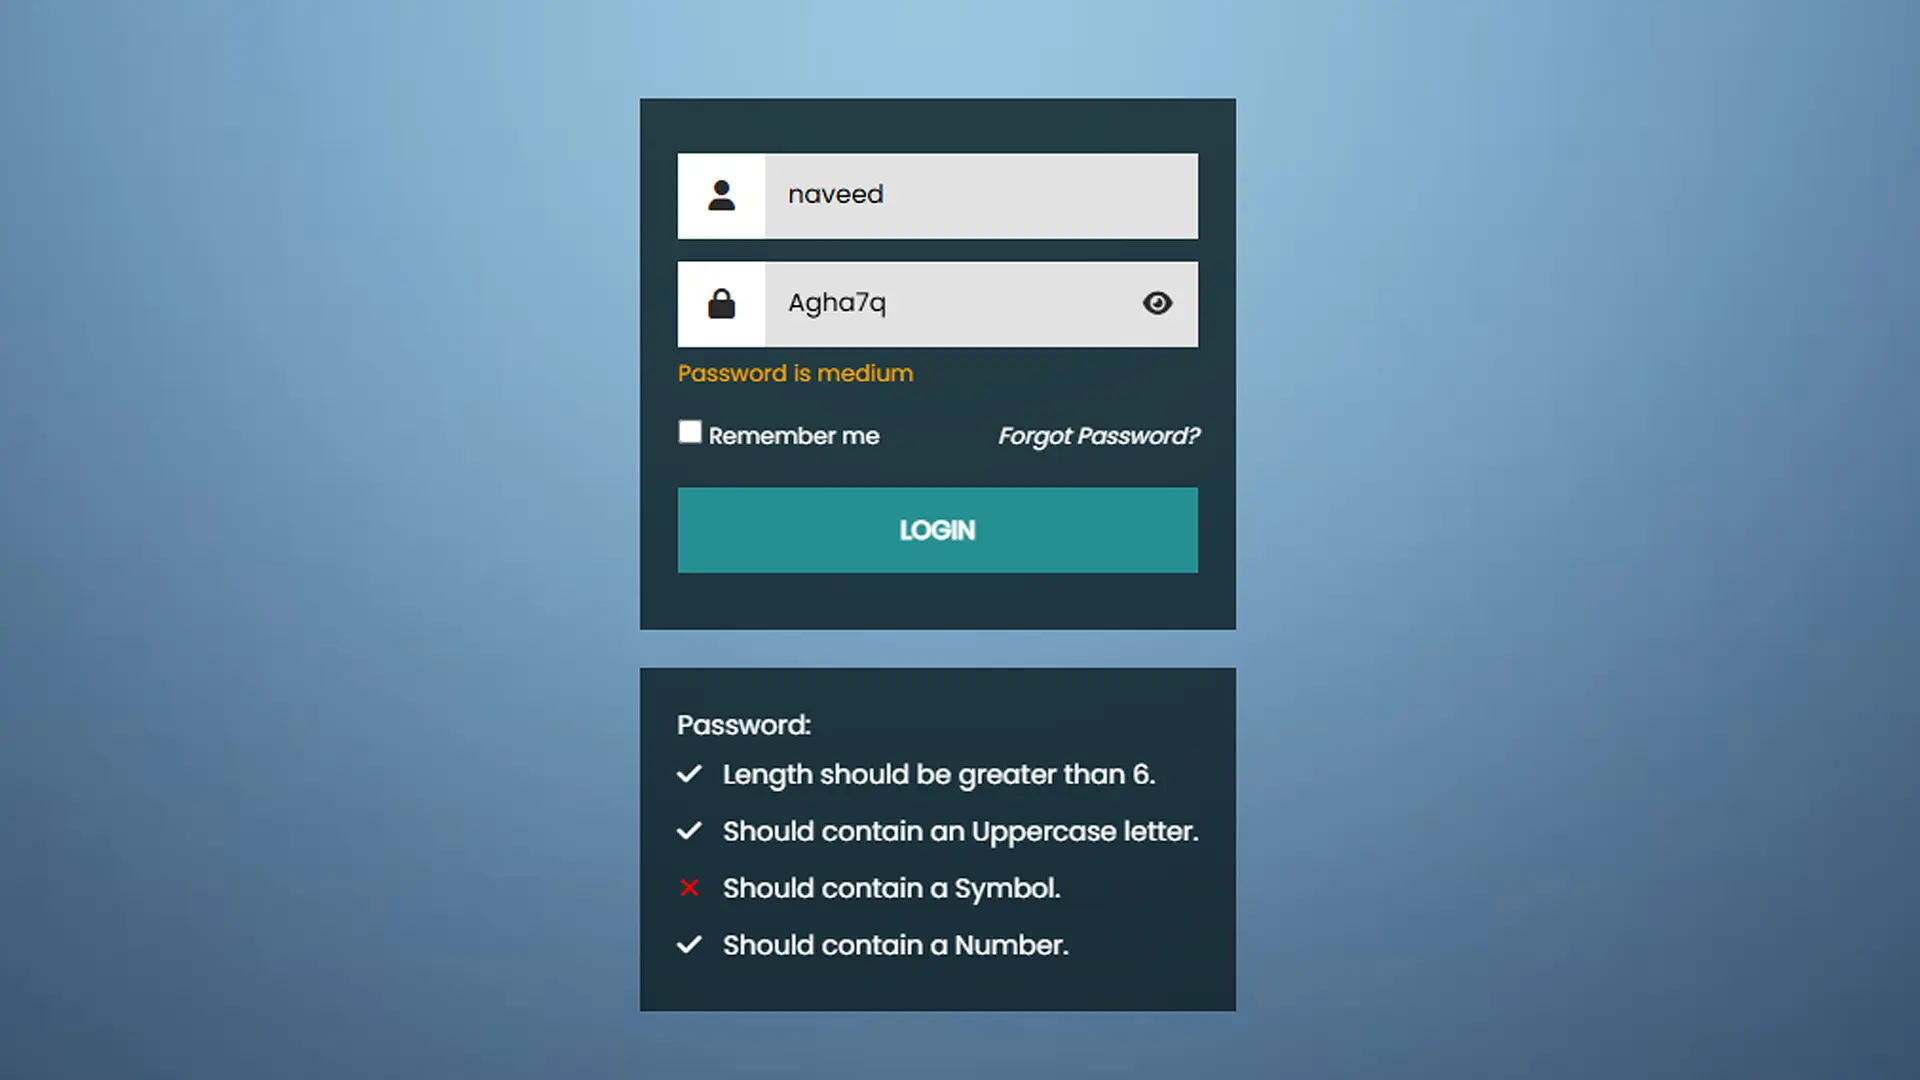 naveed
Agha7q
Password is medium
Remember me Forgot Password?
LOGIN
Password:
Length should be greater than 6.
Should contain an Uppercase letter.
Should contain a Symbol.
Should contain a Number.